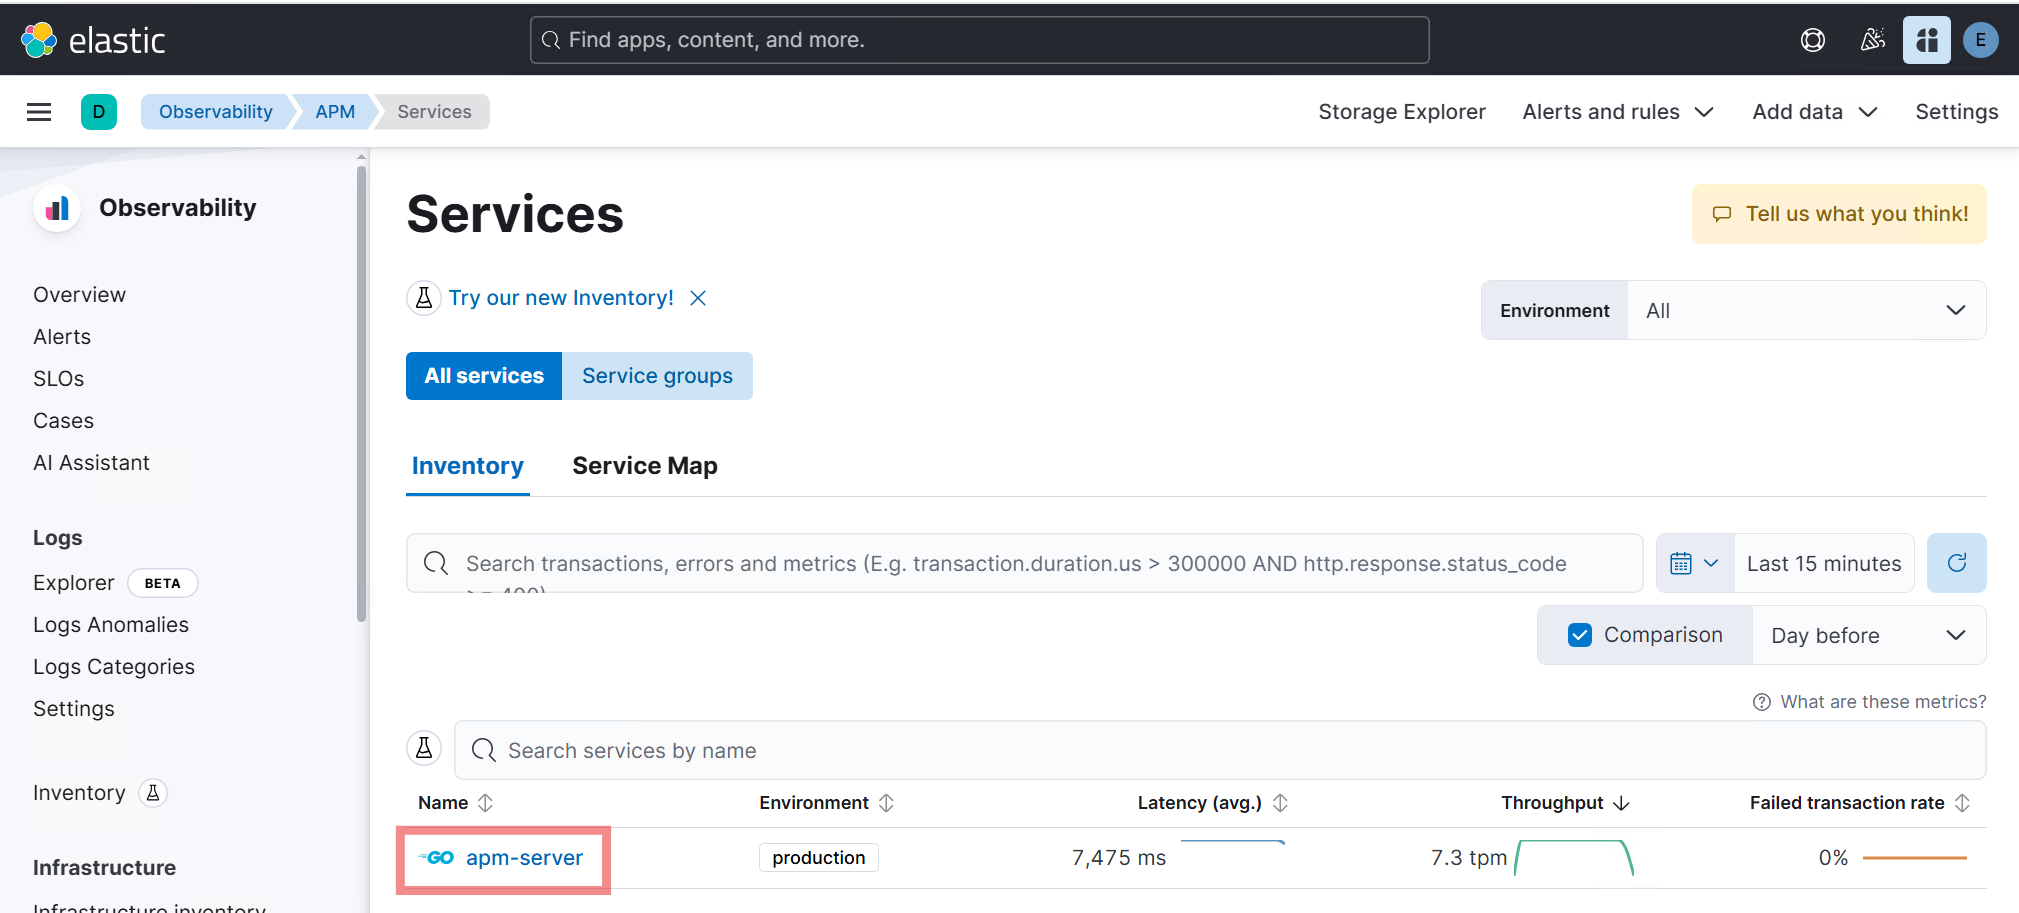 elastic
Find apps, content, and more.
E
D
Observability
APM
Services
Storage Explorer
Alerts and rules
Add data
Settings
Observability
Overview
Alerts
SLOs
Cases
AI Assistant
Logs
Explorer BETA
Logs Anomalies
Logs Categories
Settings
Inventory
Infrastructure
Infrastructure inventory
Services
Tell us what you think!
Try our new Inventory!
Environment All
All services
Service groups
Inventory
Service Map
Search transactions, errors and metrics (E.g. transaction.duration.us > 300000 AND http.response.status_code
>= 400)
Last 15 minutes
Comparison
Day before
What are these metrics?
Search services by name
Name Environment Latency (avg.) Throughput Failed transaction rate
GO apm-server production 7,475 ms 7.3 tpm 0%